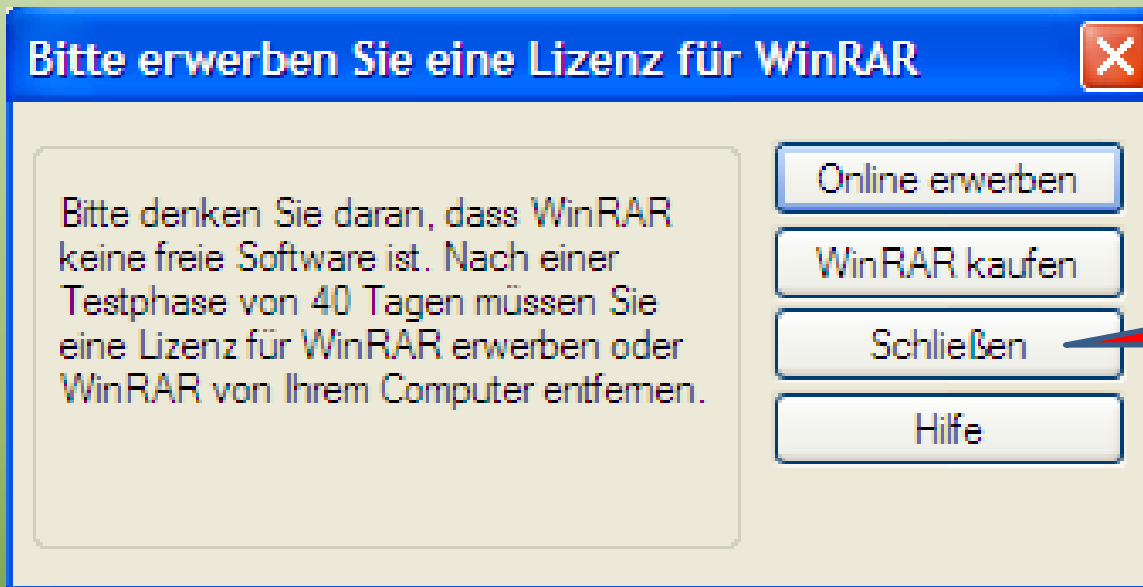 Bitte erwerben Sie eine Lizenz für WinRAR
Bitte denken Sie daran, dass WinRAR
keine freie Software ist. Nach einer
Testphase von 40 Tagen müssen Sie
eine Lizenz für WinRAR erwerben oder
WinRAR von Ihrem Computer entfernen.
Online erwerben
WinRAR kaufen
Schließen
Hilfe